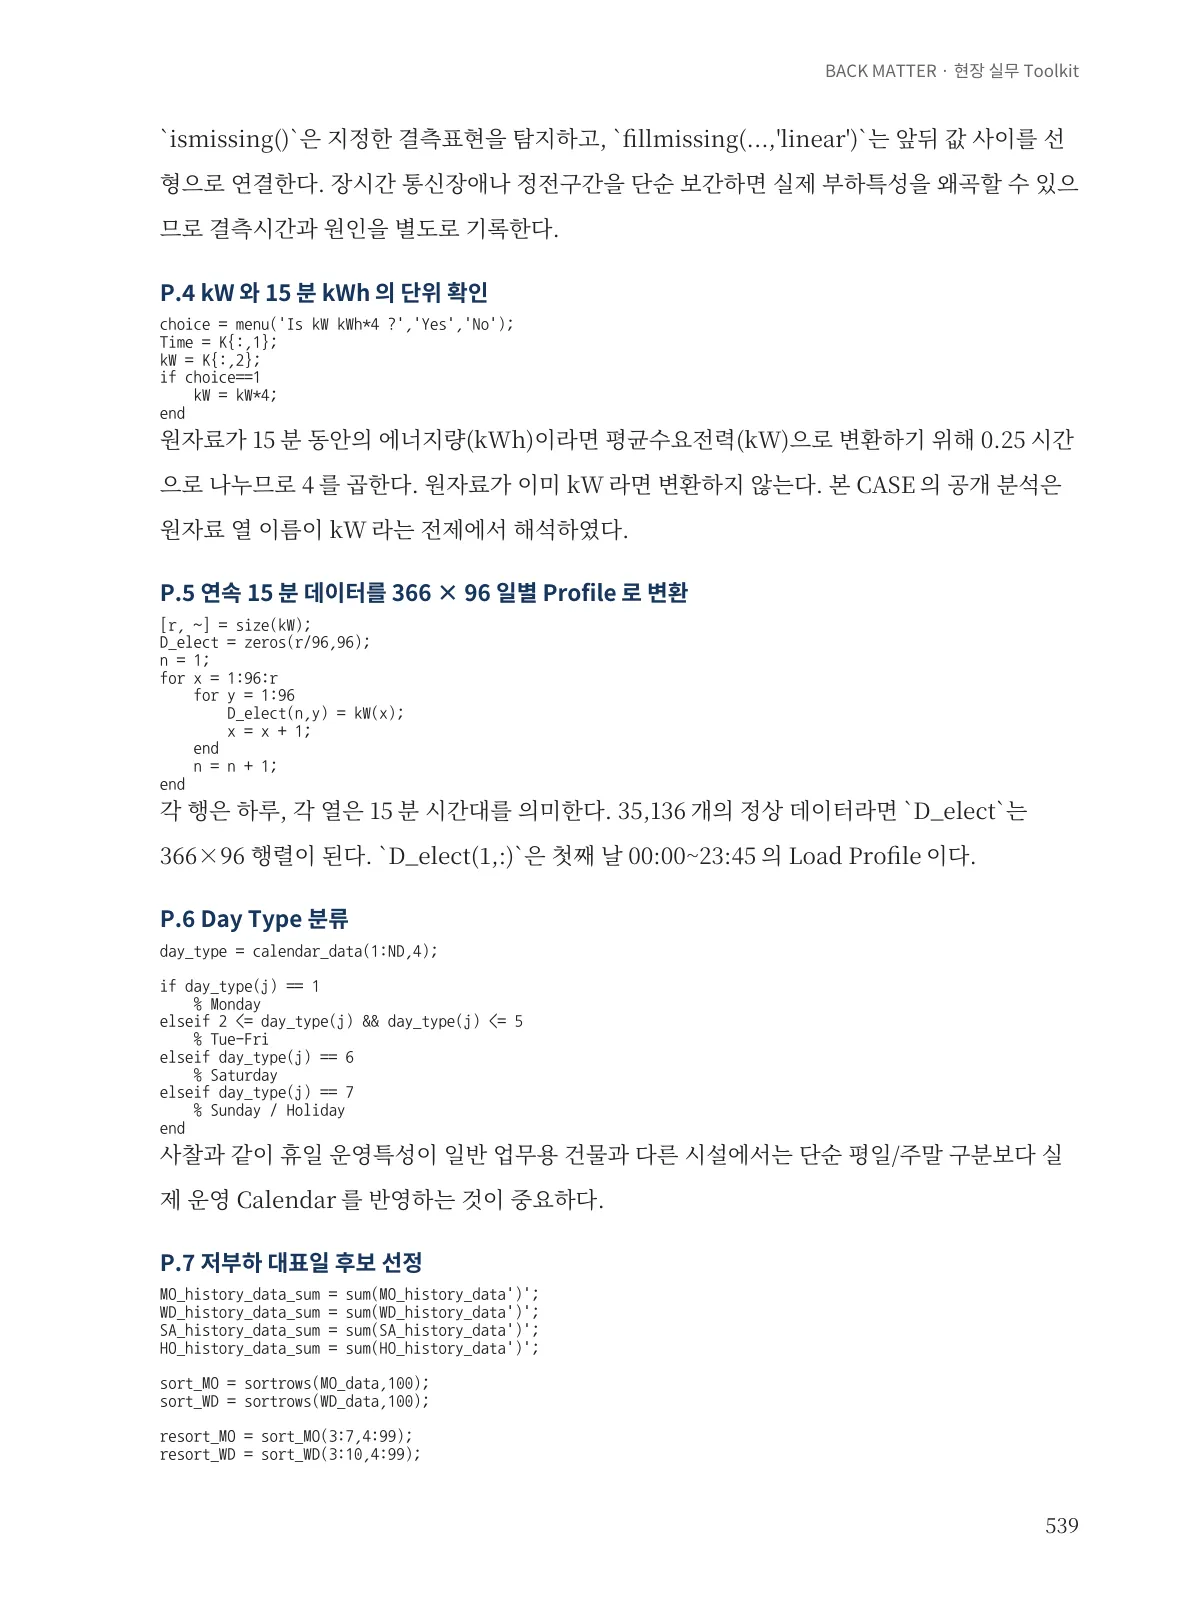 BACK MATTER · 현장 실무 Toolkit
`ismissing()`은 지정한 결측표현을 탐지하고, `fillmissing(...,'linear')`는 앞뒤 값 사이를 선
형으로 연결한다. 장시간 통신장애나 정전구간을 단순 보간하면 실제 부하특성을 왜곡할 수 있으
므로 결측시간과 원인을 별도로 기록한다.
P.4 kW 와 15 분 kWh 의 단위 확인
choice = menu('Is kW kWh*4 ?','Yes','No');
Time = K{:,1};
kW = K{:,2};
if choice==1
    kW = kW*4;
end
원자료가 15 분 동안의 에너지량(kWh)이라면 평균수요전력(kW)으로 변환하기 위해 0.25 시간
으로 나누므로 4 를 곱한다. 원자료가 이미 kW 라면 변환하지 않는다. 본 CASE 의 공개 분석은
원자료 열 이름이 kW 라는 전제에서 해석하였다.
P.5 연속 15 분 데이터를 366 × 96 일별 Profile 로 변환
[r, ~] = size(kW);
D_elect = zeros(r/96,96);
n = 1;
for x = 1:96:r
    for y = 1:96
        D_elect(n,y) = kW(x);
        x = x + 1;
    end
    n = n + 1;
end
각 행은 하루, 각 열은 15 분 시간대를 의미한다. 35,136 개의 정상 데이터라면 `D_elect`는
366×96 행렬이 된다. `D_elect(1,:)`은 첫째 날 00:00~23:45 의 Load Profile 이다.
P.6 Day Type 분류
day_type = calendar_data(1:ND,4);
if day_type(j) == 1
    % Monday
elseif 2 <= day_type(j) && day_type(j) <= 5
    % Tue-Fri
elseif day_type(j) == 6
    % Saturday
elseif day_type(j) == 7
    % Sunday / Holiday
end
사찰과 같이 휴일 운영특성이 일반 업무용 건물과 다른 시설에서는 단순 평일/주말 구분보다 실
제 운영 Calendar 를 반영하는 것이 중요하다.
P.7 저부하 대표일 후보 선정
MO_history_data_sum = sum(MO_history_data')';
WD_history_data_sum = sum(WD_history_data')';
SA_history_data_sum = sum(SA_history_data')';
HO_history_data_sum = sum(HO_history_data')';
sort_MO = sortrows(MO_data,100);
sort_WD = sortrows(WD_data,100);
resort_MO = sort_MO(3:7,4:99);
resort_WD = sort_WD(3:10,4:99);
539